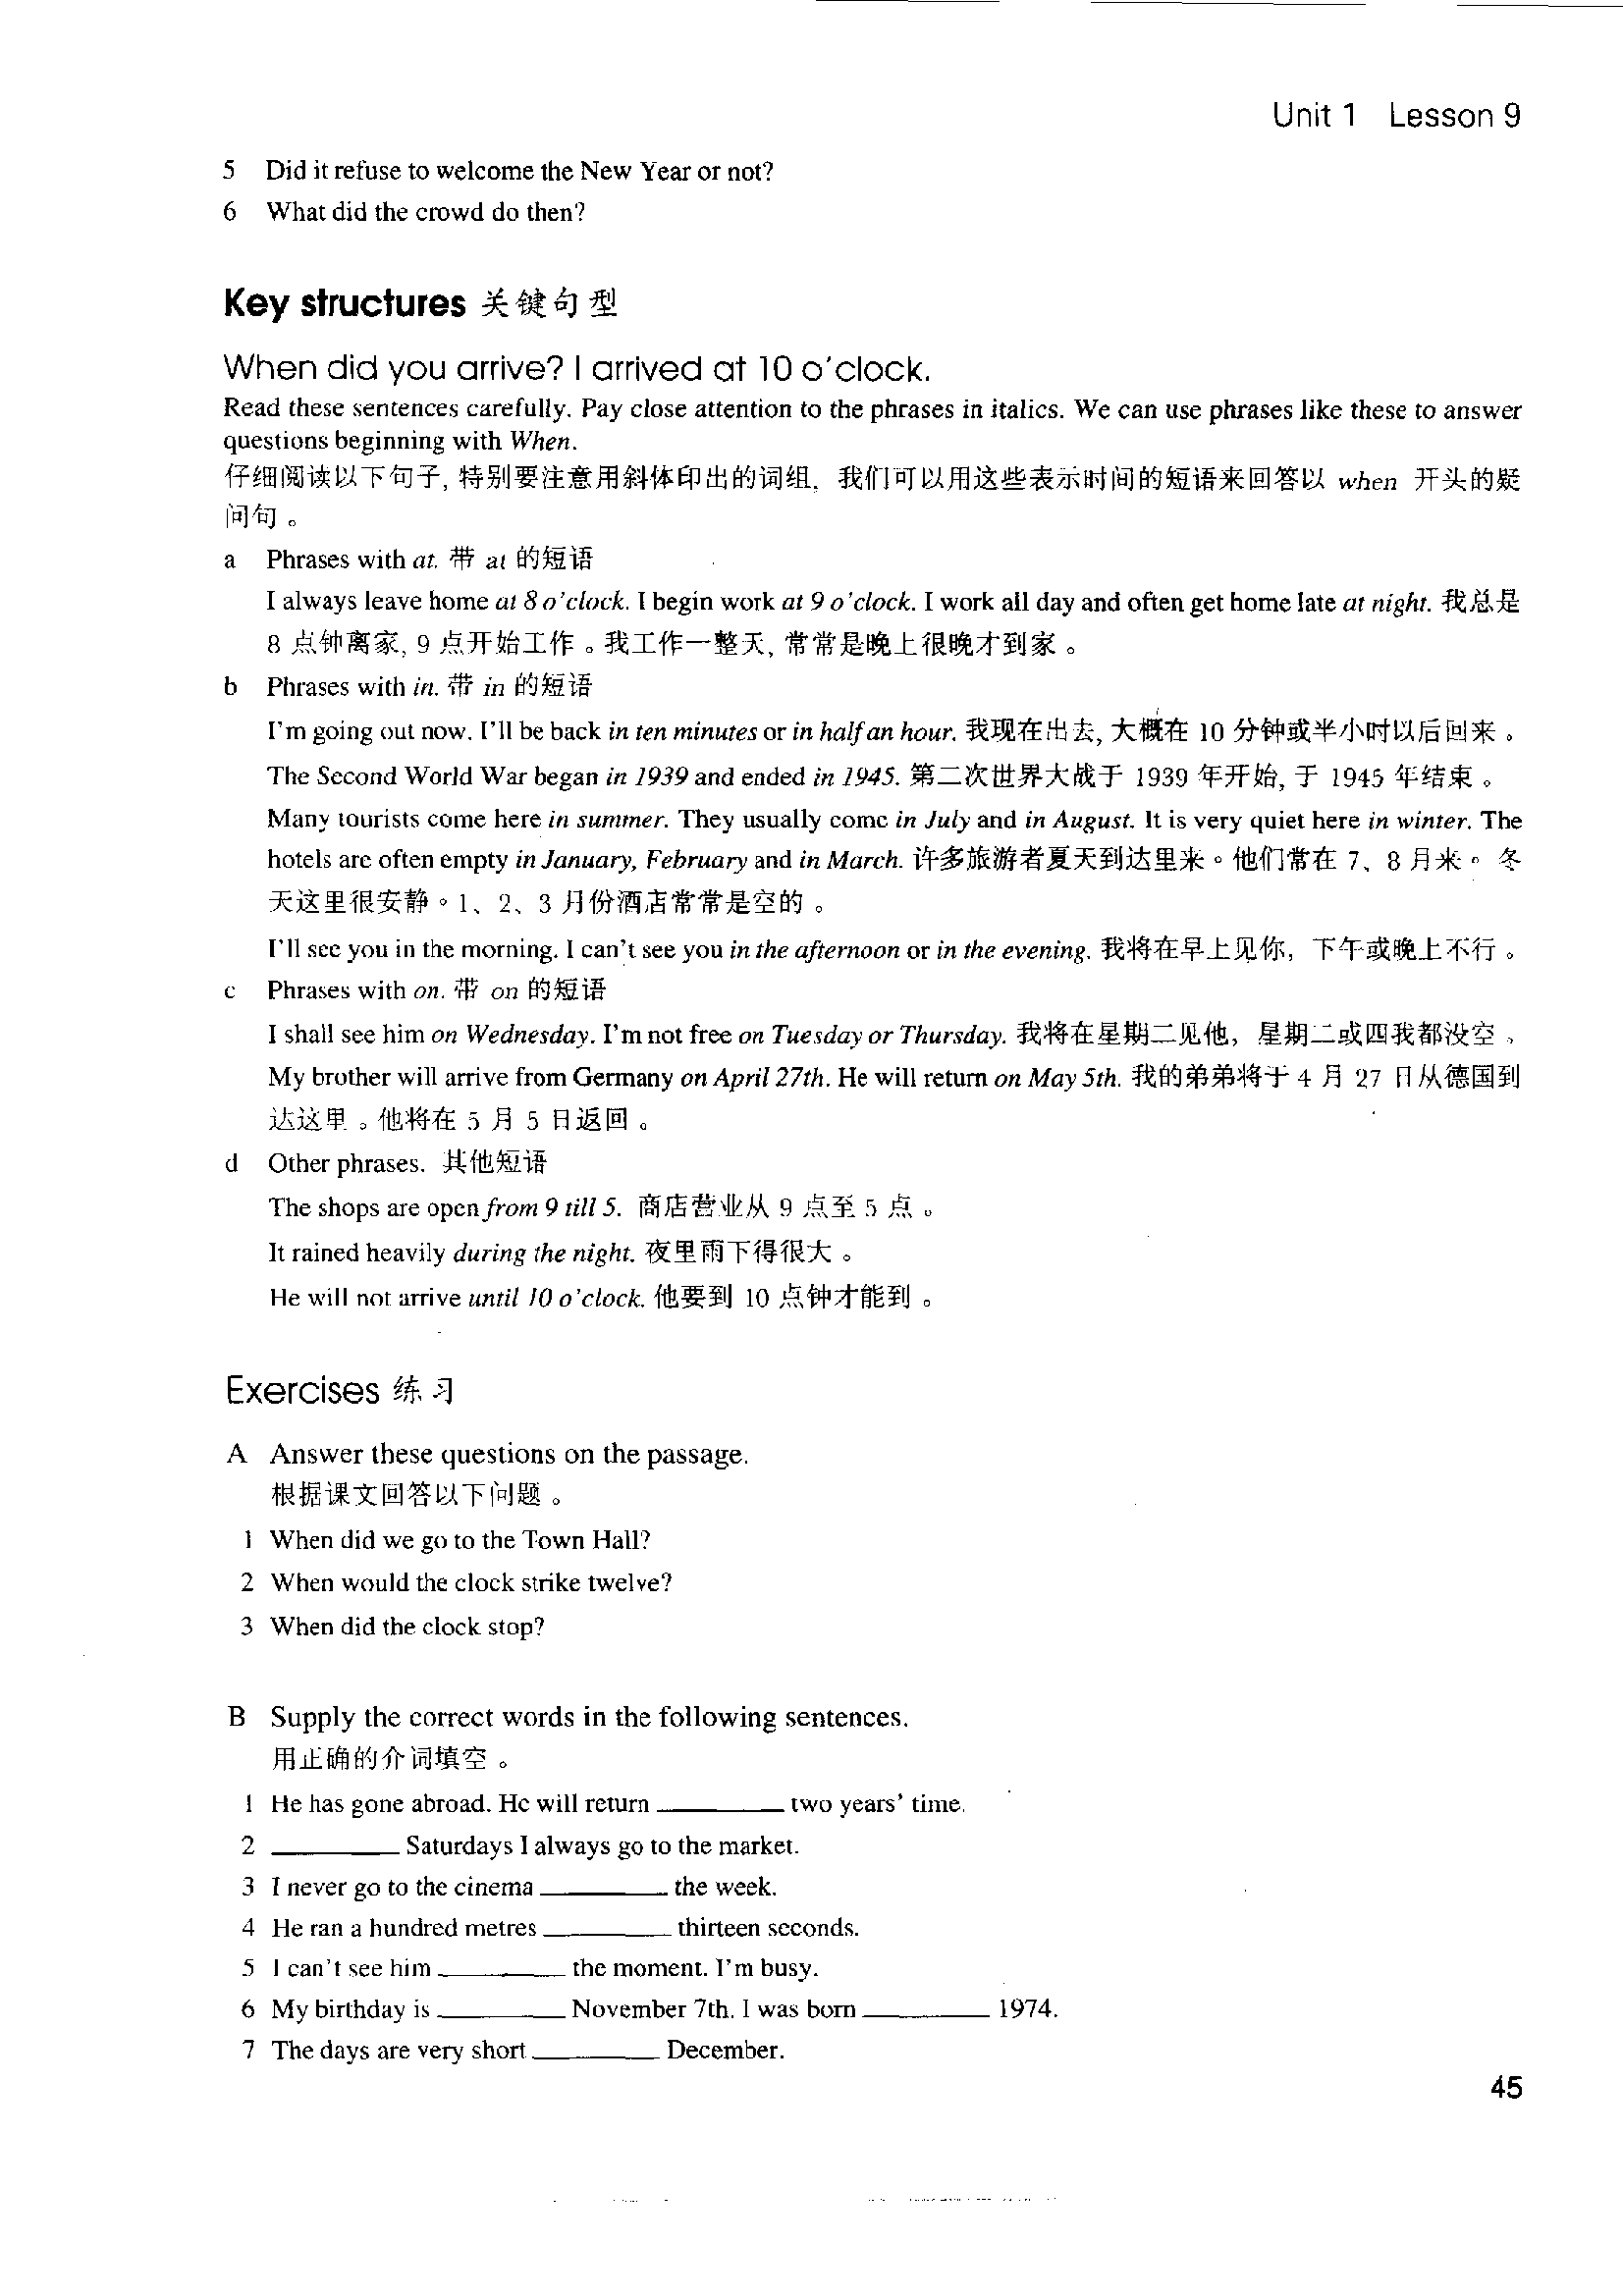 Unit 1 Lesson 9
5 Did it refuse to welcome the New Year or not?
6 What did the crowd do then?
Key structures 关键句型
When did you arrive? I arrived at 10 o'clock.
Read these sentences carefully. Pay close attention to the phrases in italics. We can use phrases like these to answer
questions beginning with When.
仔细阅读以下句子, 特别要注意用斜体印出的词组, 我们可以用这些表示时间的短语来回答以 when 开头的疑
问句。
a Phrases with at. 带 at 的短语
I always leave home at 8 o'clock. I begin work at 9 o'clock. I work all day and often get home late at night. 我总是
8 点钟离家, 9 点开始工作。我工作一整天, 常常是晚上很晚才到家。
b Phrases with in. 带 in 的短语
I'm going out now. I'll be back in ten minutes or in half an hour. 我现在出去, 大概在 10 分钟或半小时以后回来。
The Second World War began in 1939 and ended in 1945. 第二次世界大战于 1939 年开始, 于 1945 年结束。
Many tourists come here in summer. They usually come in July and in August. It is very quiet here in winter. The
hotels are often empty in January, February and in March. 许多旅游者夏天到达里来。他们常在 7、8 月来。冬
天这里很安静。1、2、3 月份酒店常常是空的。
I'll see you in the morning. I can't see you in the afternoon or in the evening. 我将在早上见你, 下午或晚上不行。
c Phrases with on. 带 on 的短语
I shall see him on Wednesday. I'm not free on Tuesday or Thursday. 我将在星期二见他, 星期二或四我都没空。
My brother will arrive from Germany on April 27th. He will return on May 5th. 我的弟弟将于 4 月 27 日从德国到
达这里。他将在 5 月 5 日返回。
d Other phrases. 其他短语
The shops are open from 9 till 5. 商店营业从 9 点至 5 点。
It rained heavily during the night. 夜里雨下得很大。
He will not arrive until 10 o'clock. 他要到 10 点钟才能到。
Exercises 练习
A Answer these questions on the passage.
根据课文回答以下问题。
1 When did we go to the Town Hall?
2 When would the clock strike twelve?
3 When did the clock stop?
B Supply the correct words in the following sentences.
用正确的介词填空。
1 He has gone abroad. He will return ______ two years' time.
2 ______ Saturdays I always go to the market.
3 I never go to the cinema ______ the week.
4 He ran a hundred metres ______ thirteen seconds.
5 I can't see him ______ the moment. I'm busy.
6 My birthday is ______ November 7th. I was born ______ 1974.
7 The days are very short ______ December.
45